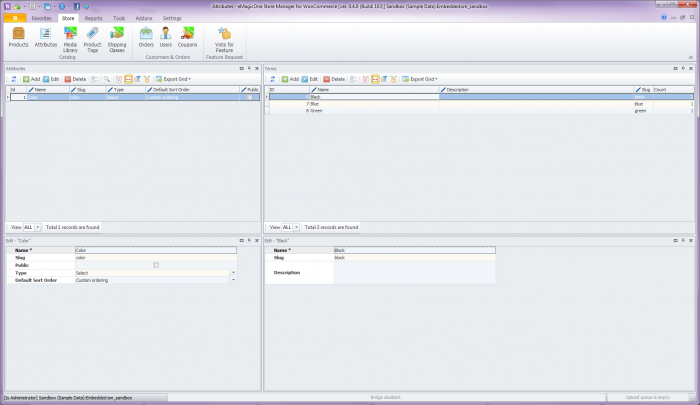 Attributes - eMagicOne Store Manager for WooCommerce [ver. 0.4.0 (Build: 103)] Sandbox (Sample Data):Embedded:sm_sandbox
Favorites Store Reports Tools Addons Settings
Products Attributes Media Library Product Tags Shipping Classes Orders Users Coupons Vote for Feature
Catalog Customers & Orders Feature Request
Attributes
Add Edit Delete Export Grid
Id Name Slug Type Default Sort Order Public
1 Color color Select Custom ordering
View ALL Total 1 records are found
Terms
Add Edit Delete Export Grid
ID Name Description Slug Count
Black black 1
7 Blue blue 1
8 Green green 1
View ALL Total 3 records are found
Edit - "Color"
Name * Color
Slug color
Public
Type Select
Default Sort Order Custom ordering
Edit - "Black"
Name * Black
Slug black
Description
[Is Administrator] Sandbox (Sample Data):Embedded:sm_sandbox
Bridge disabled.
Upload queue is empty